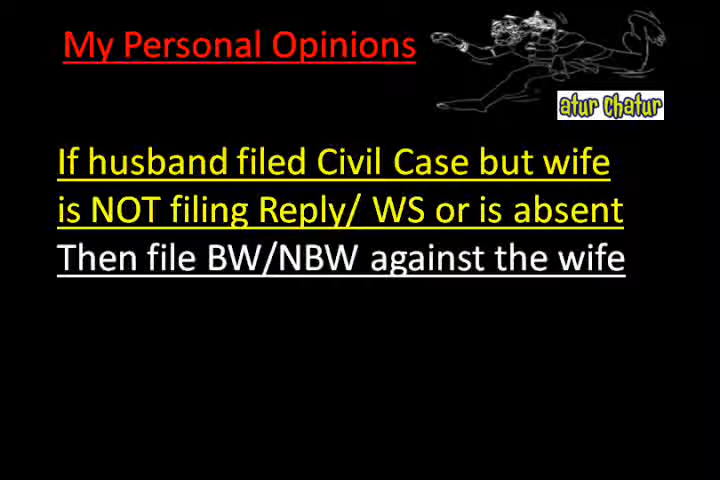 My Personal Opinions
atur chatur
If husband filed Civil Case but wife
is NOT filing Reply/ WS or is absent
Then file BW/NBW against the wife